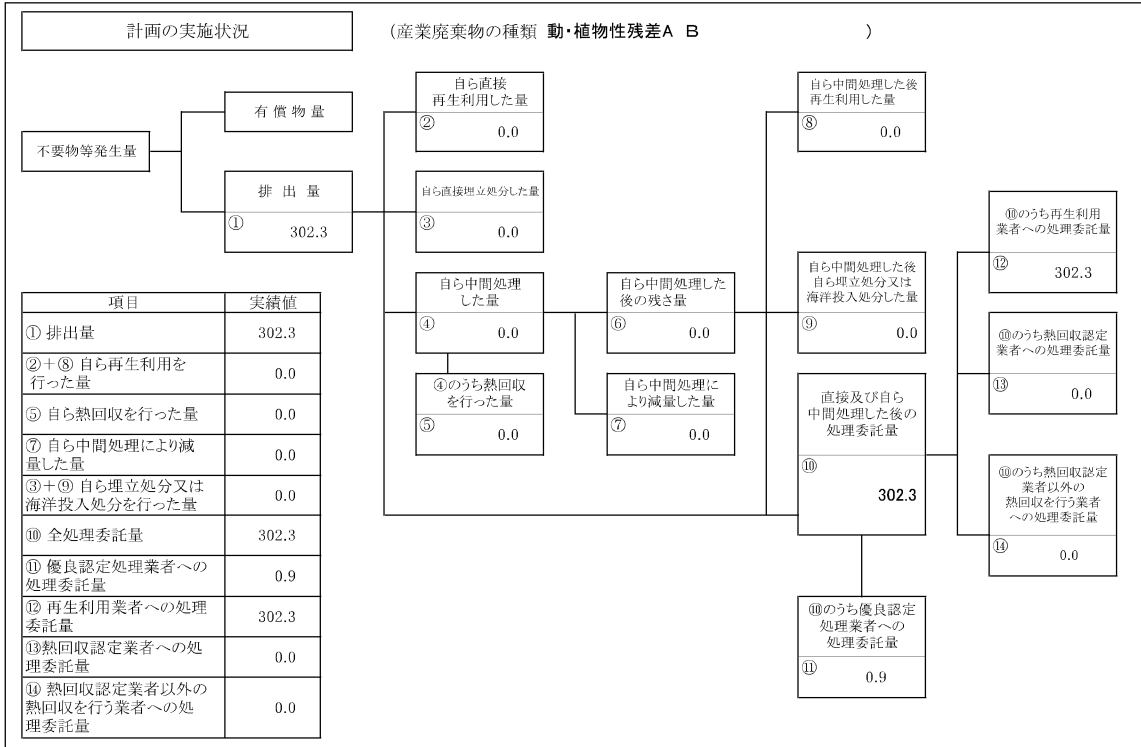 計画の実施状況
（産業廃棄物の種類 動・植物性残差A B ）
不要物等発生量
有償物量
排出量
① 302.3
自ら直接
再生利用した量
② 0.0
自ら直接埋立処分した量
③ 0.0
自ら中間処理
した量
④ 0.0
④のうち熱回収
を行った量
⑤ 0.0
自ら中間処理した
後の残さ量
⑥ 0.0
自ら中間処理に
より減量した量
⑦ 0.0
自ら中間処理した後
再生利用した量
⑧ 0.0
自ら中間処理した後
自ら埋立処分又は
海洋投入処分した量
⑨ 0.0
直接及び自ら
中間処理した後の
処理委託量
⑩
302.3
⑩のうち優良認定
処理業者への
処理委託量
⑪ 0.9
⑩のうち再生利用
業者への処理委託量
⑫ 302.3
⑩のうち熱回収認定
業者への処理委託量
⑬ 0.0
⑩のうち熱回収認定
業者以外の
熱回収を行う業者
への処理委託量
⑭ 0.0
項目 実績値
① 排出量 302.3
②＋⑧ 自ら再生利用を
行った量 0.0
⑤ 自ら熱回収を行った量 0.0
⑦ 自ら中間処理により減
量した量 0.0
③＋⑨ 自ら埋立処分又は
海洋投入処分を行った量 0.0
⑩ 全処理委託量 302.3
⑪ 優良認定処理業者への
処理委託量 0.9
⑫ 再生利用業者への処理
委託量 302.3
⑬熱回収認定業者への処
理委託量 0.0
⑭ 熱回収認定業者以外の
熱回収を行う業者への処
理委託量 0.0